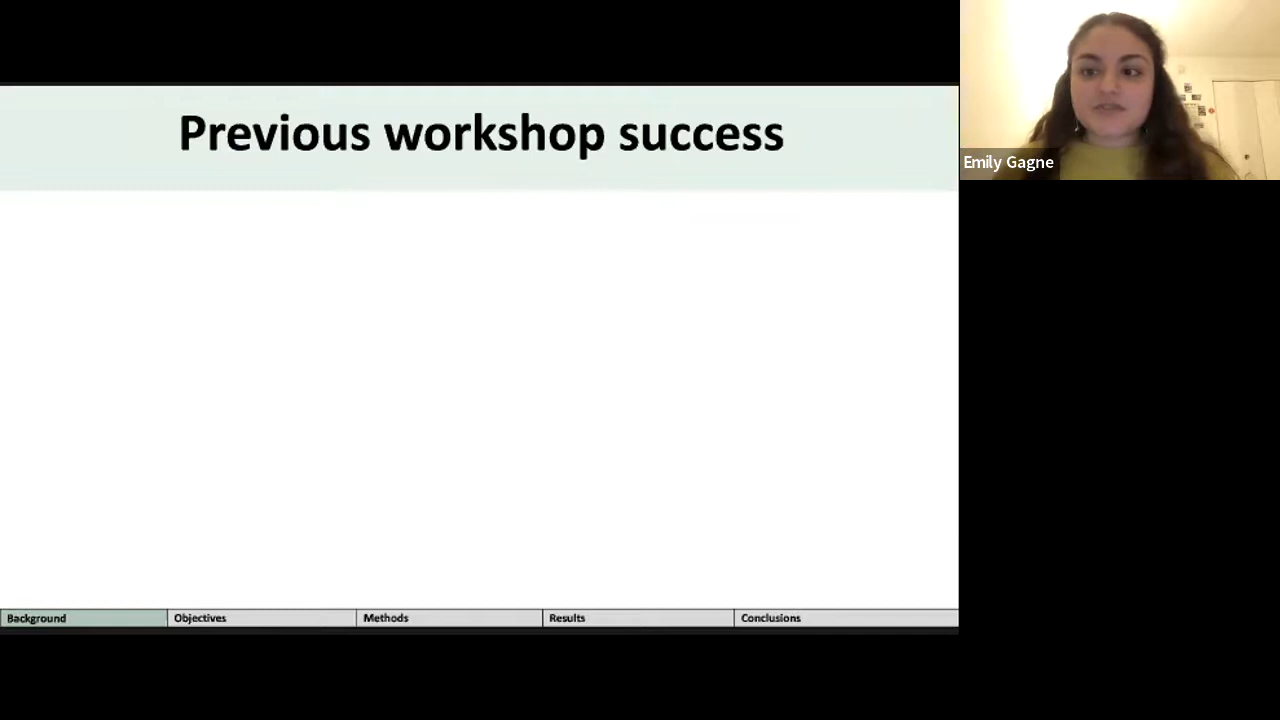 Previous workshop success
Emily Gagne
Background Objectives Methods Results Conclusions